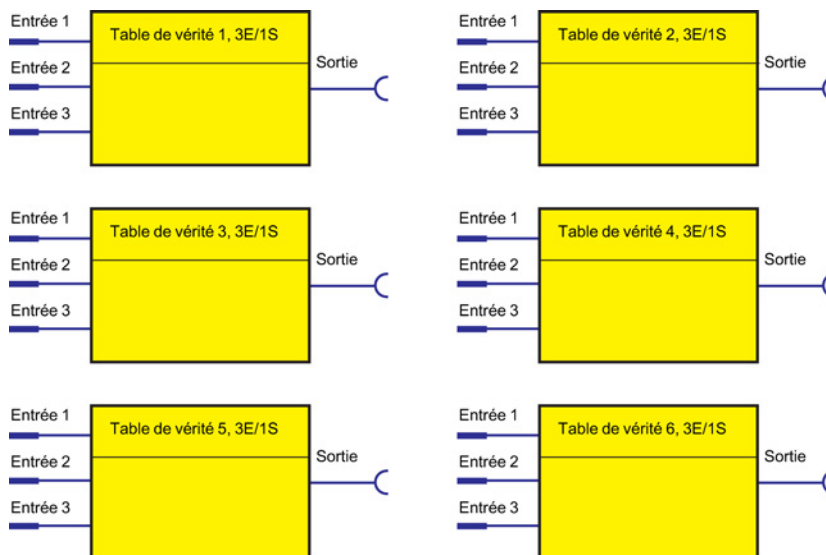 Entrée 1
Table de vérité 1, 3E/1S
Entrée 2
Sortie
Entrée 3
Entrée 1
Table de vérité 2, 3E/1S
Entrée 2
Sortie
Entrée 3
Entrée 1
Table de vérité 3, 3E/1S
Entrée 2
Sortie
Entrée 3
Entrée 1
Table de vérité 4, 3E/1S
Entrée 2
Sortie
Entrée 3
Entrée 1
Table de vérité 5, 3E/1S
Entrée 2
Sortie
Entrée 3
Entrée 1
Table de vérité 6, 3E/1S
Entrée 2
Sortie
Entrée 3